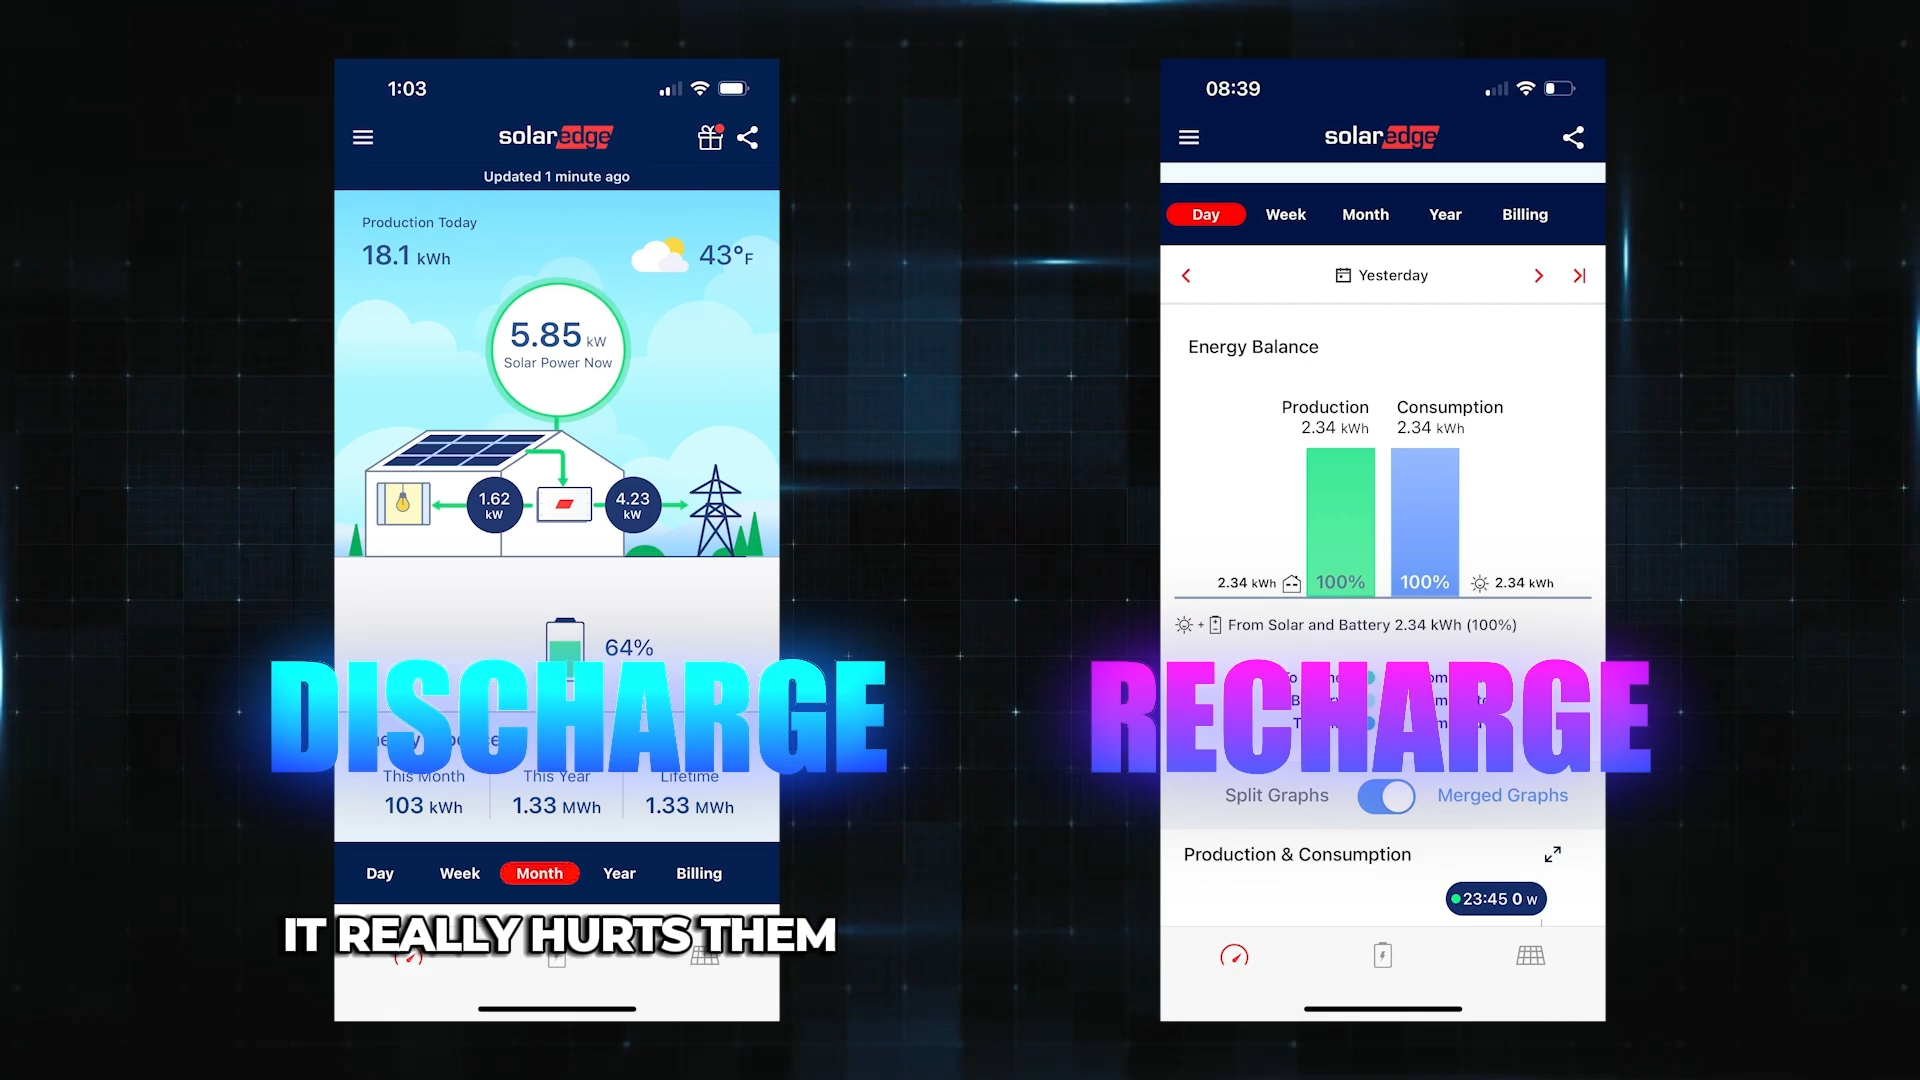 1:03
solaredge
Updated 1 minute ago
Production Today
18.1 kWh
43°F
5.85 kW
Solar Power Now
1.62 kW
4.23 kW
64%
DISCHARGE
This Month
103 kWh
This Year
1.33 MWh
Lifetime
1.33 MWh
Day Week Month Year Billing
IT REALLY HURTS THEM
08:39
solaredge
Day Week Month Year Billing
Yesterday
Energy Balance
Production
2.34 kWh
Consumption
2.34 kWh
2.34 kWh 100% 100% 2.34 kWh
+ From Solar and Battery 2.34 kWh (100%)
RECHARGE
Split Graphs Merged Graphs
Production & Consumption
23:45 0 W